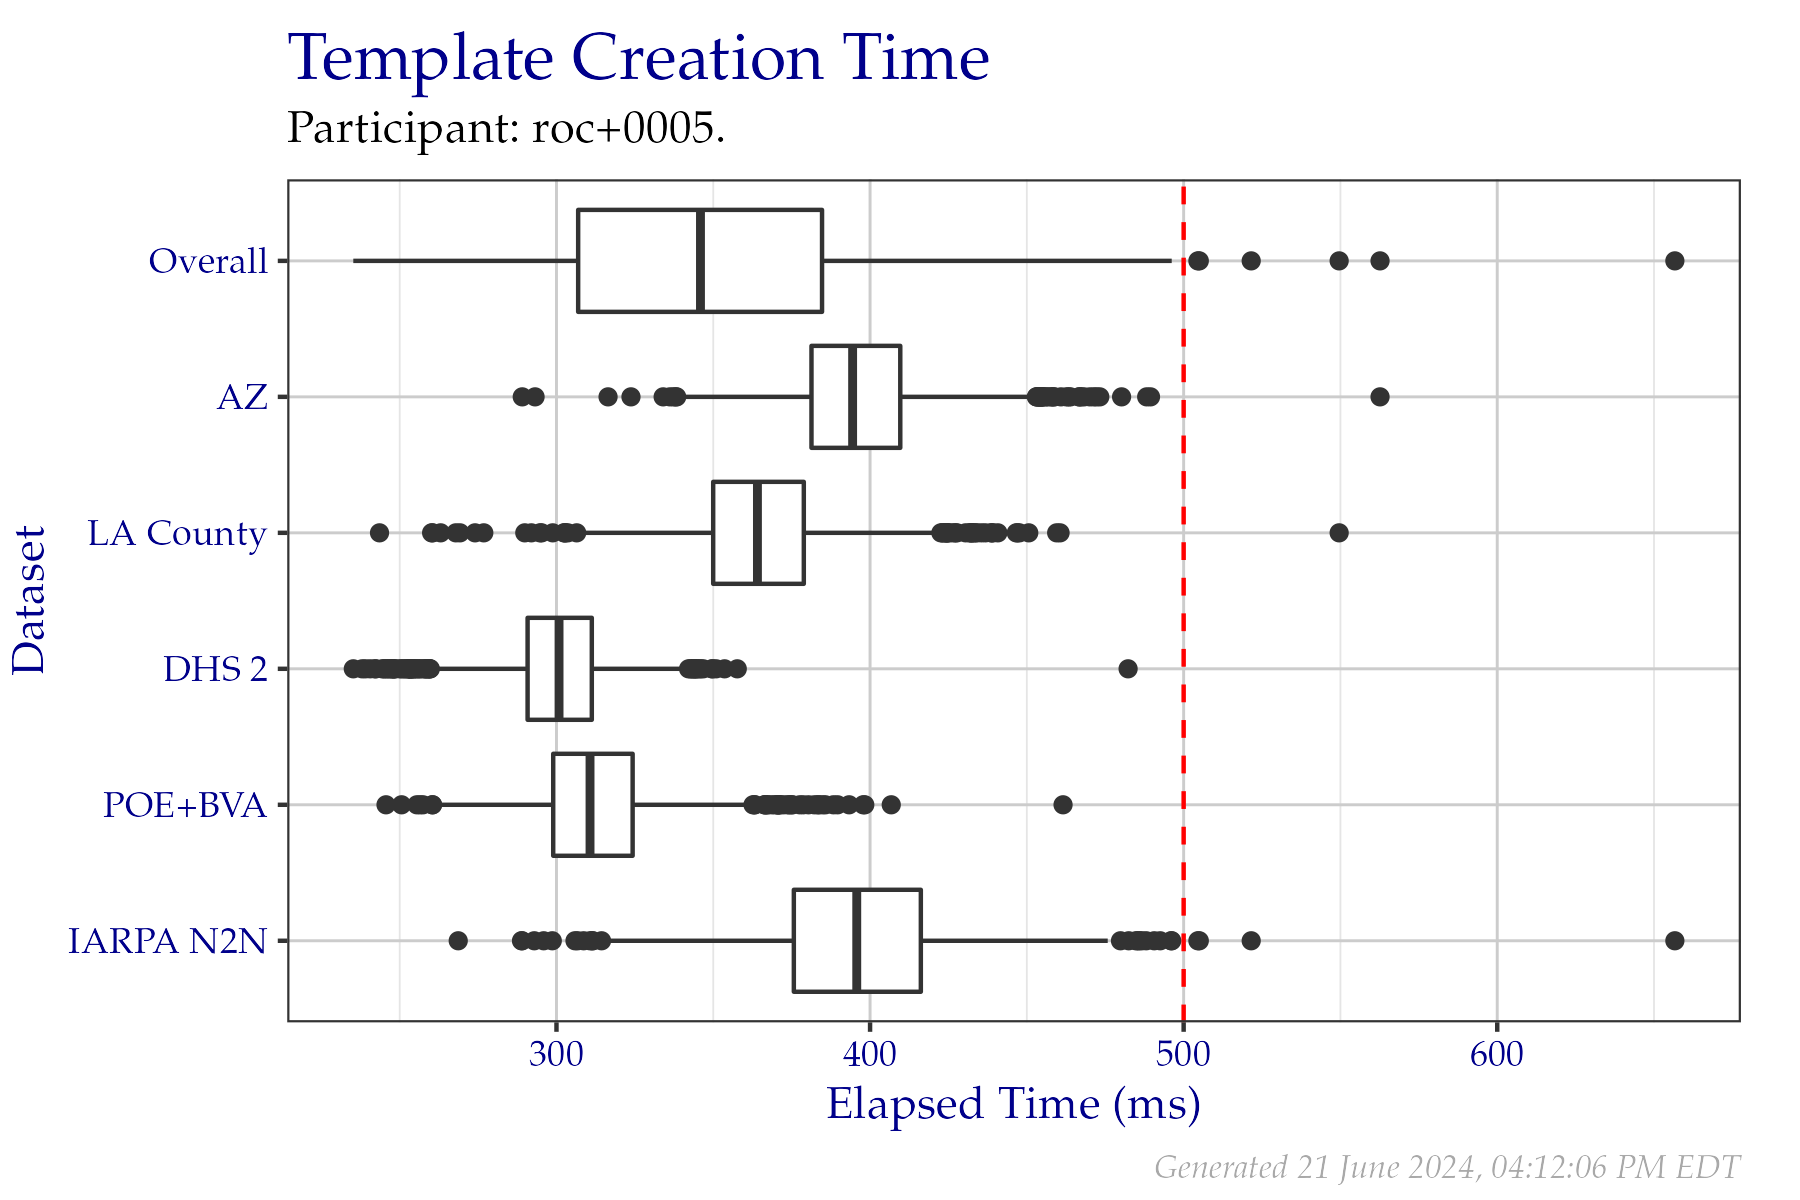 Template Creation Time
Participant: roc+0005.
Dataset
Overall
AZ
LA County
DHS 2
POE+BVA
IARPA N2N
300 400 500 600
Elapsed Time (ms)
Generated 21 June 2024, 04:12:06 PM EDT